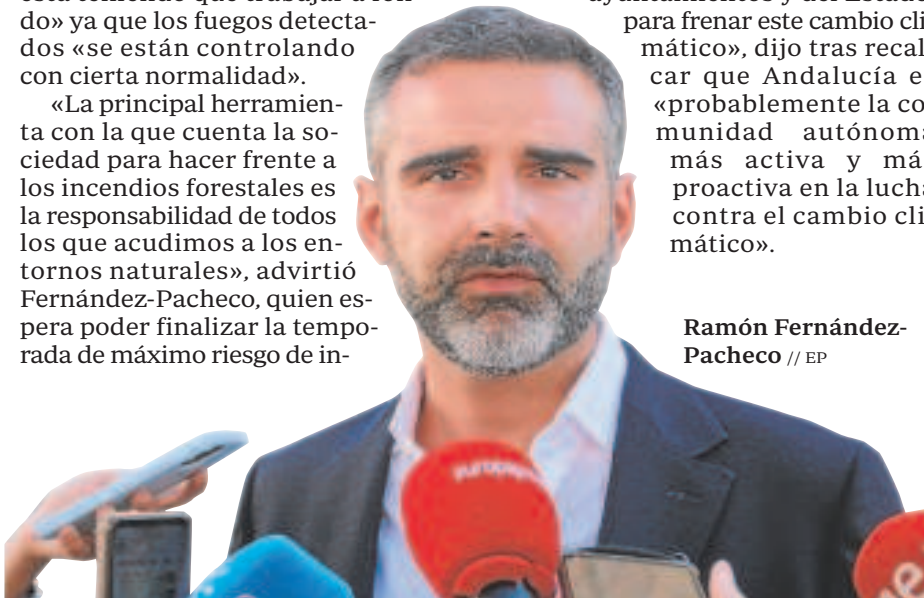 do» ya que los fuegos detecta-
dos «se están controlando
con cierta normalidad».
«La principal herramien-
ta con la que cuenta la so-
ciedad para hacer frente a
los incendios forestales es
la responsabilidad de todos
los que acudimos a los en-
tornos naturales», advirtió
Fernández-Pacheco, quien es-
pera poder finalizar la tempo-
rada de máximo riesgo de in-
para frenar este cambio cli
mático», dijo tras recal
car que Andalucía e
«probablemente la co
munidad autónoma
más activa y má
proactiva en la lucha
contra el cambio cli
mático».
Ramón Fernández-
Pacheco // EP